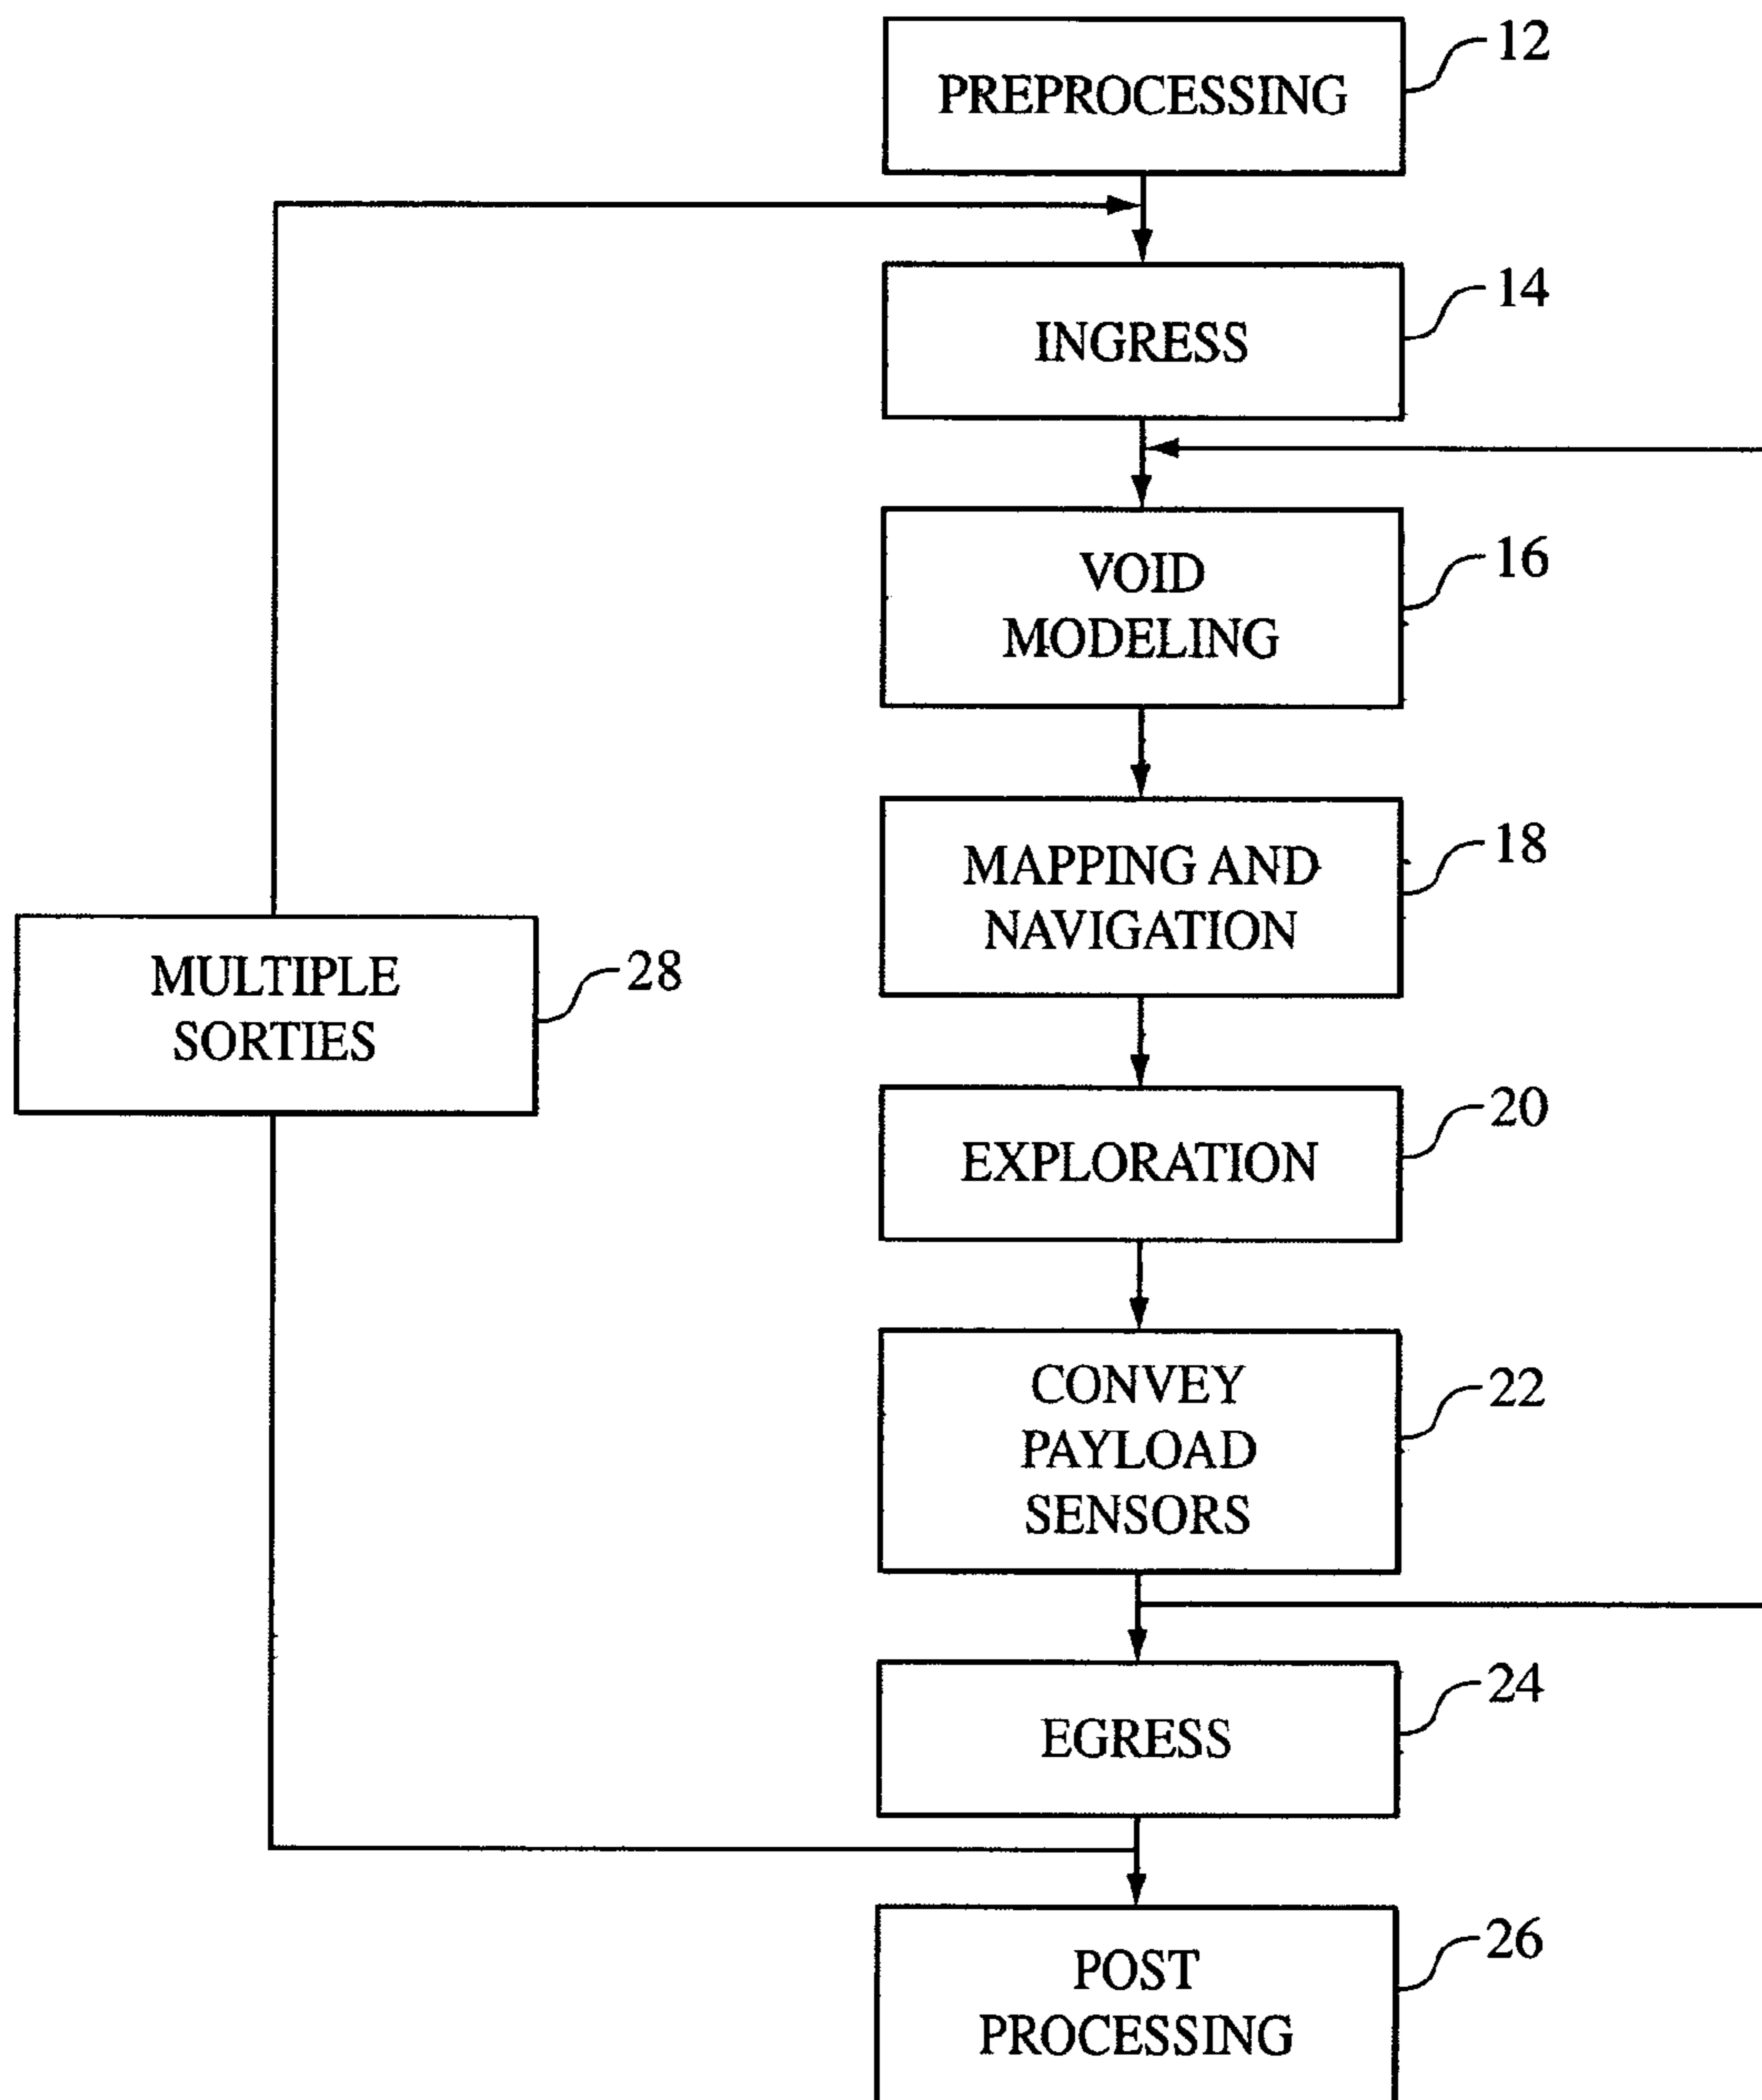 PREPROCESSING
12
INGRESS
14
VOID
MODELING
16
MAPPING AND
NAVIGATION
18
MULTIPLE
SORTIES
28
EXPLORATION
20
CONVEY
PAYLOAD
SENSORS
22
EGRESS
24
POST
PROCESSING
26